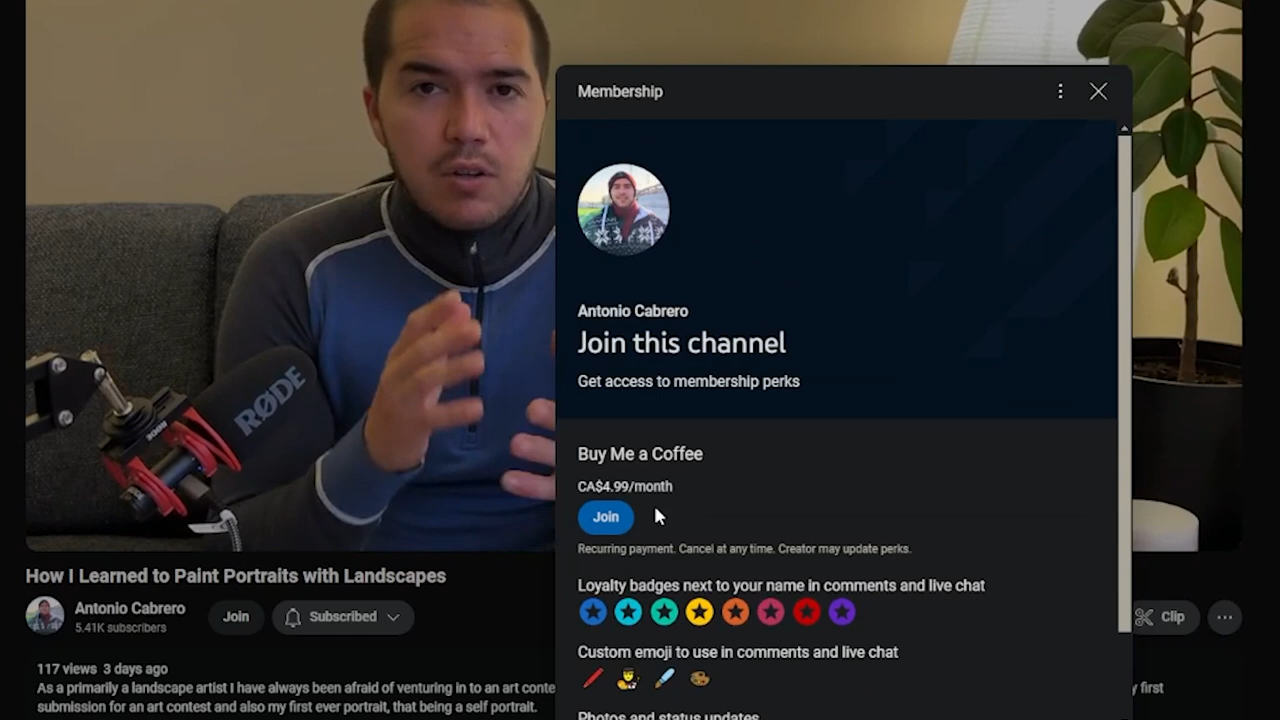 Membership
Antonio Cabrero
Join this channel
Get access to membership perks
Buy Me a Coffee
CA$4.99/month
Join
Recurring payment. Cancel at any time. Creator may update perks.
Loyalty badges next to your name in comments and live chat
Custom emoji to use in comments and live chat
Photos and status updates
RØDE
RØDE
How I Learned to Paint Portraits with Landscapes
Antonio Cabrero
5.41K subscribers
Join
Subscribed
Clip
117 views 3 days ago
As a primarily a landscape artist I have always been afraid of venturing in to an art conte
y first
submission for an art contest and also my first ever portrait, that being a self portrait.